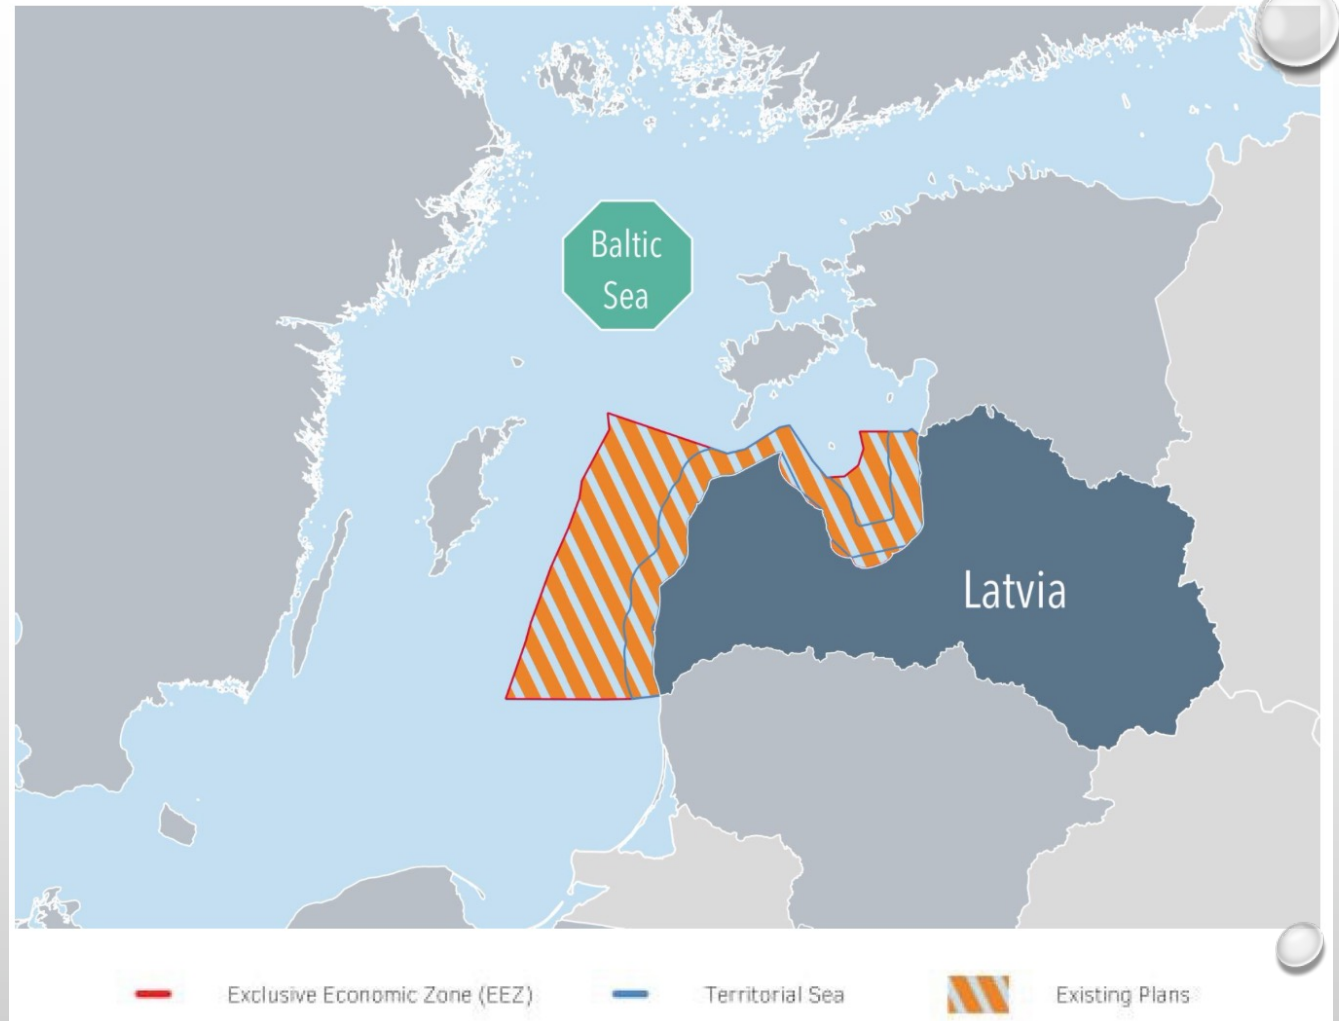 Baltic
Sea
Latvia
Exclusive Economic Zone (EEZ)
Territorial Sea
Existing Plans